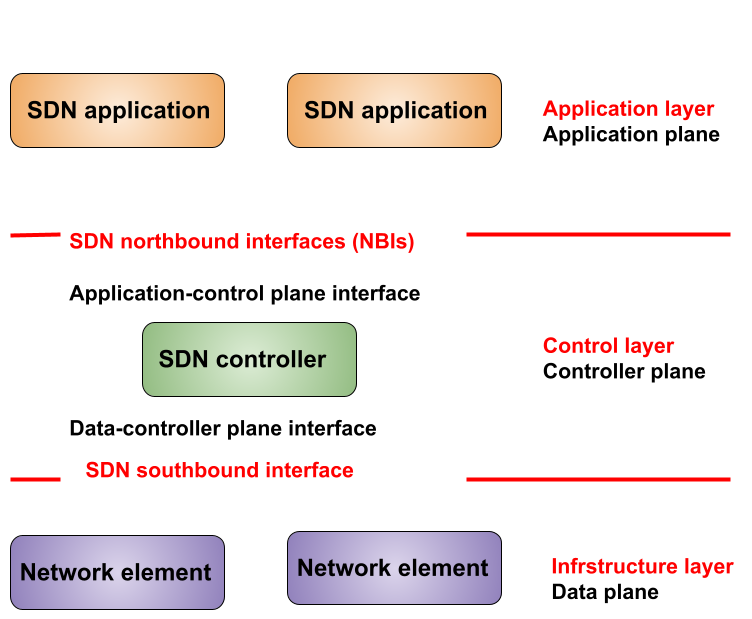 SDN application
SDN application
Application layer
Application plane
SDN northbound interfaces (NBIs)
Application-control plane interface
SDN controller
Control layer
Controller plane
Data-controller plane interface
SDN southbound interface
Network element
Network element
Infrstructure layer
Data plane